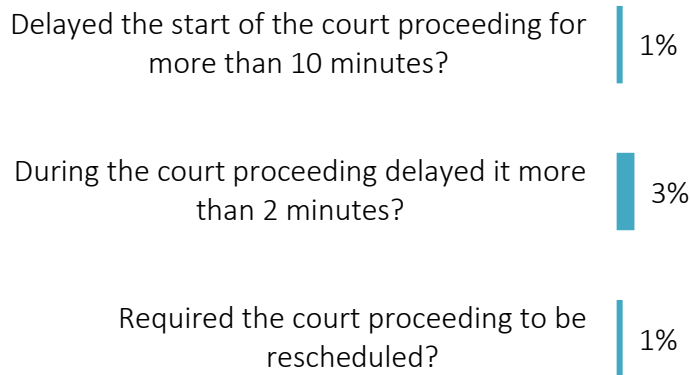 Delayed the start of the court proceeding for
more than 10 minutes?
1%
During the court proceeding delayed it more
than 2 minutes?
3%
Required the court proceeding to be
rescheduled?
1%